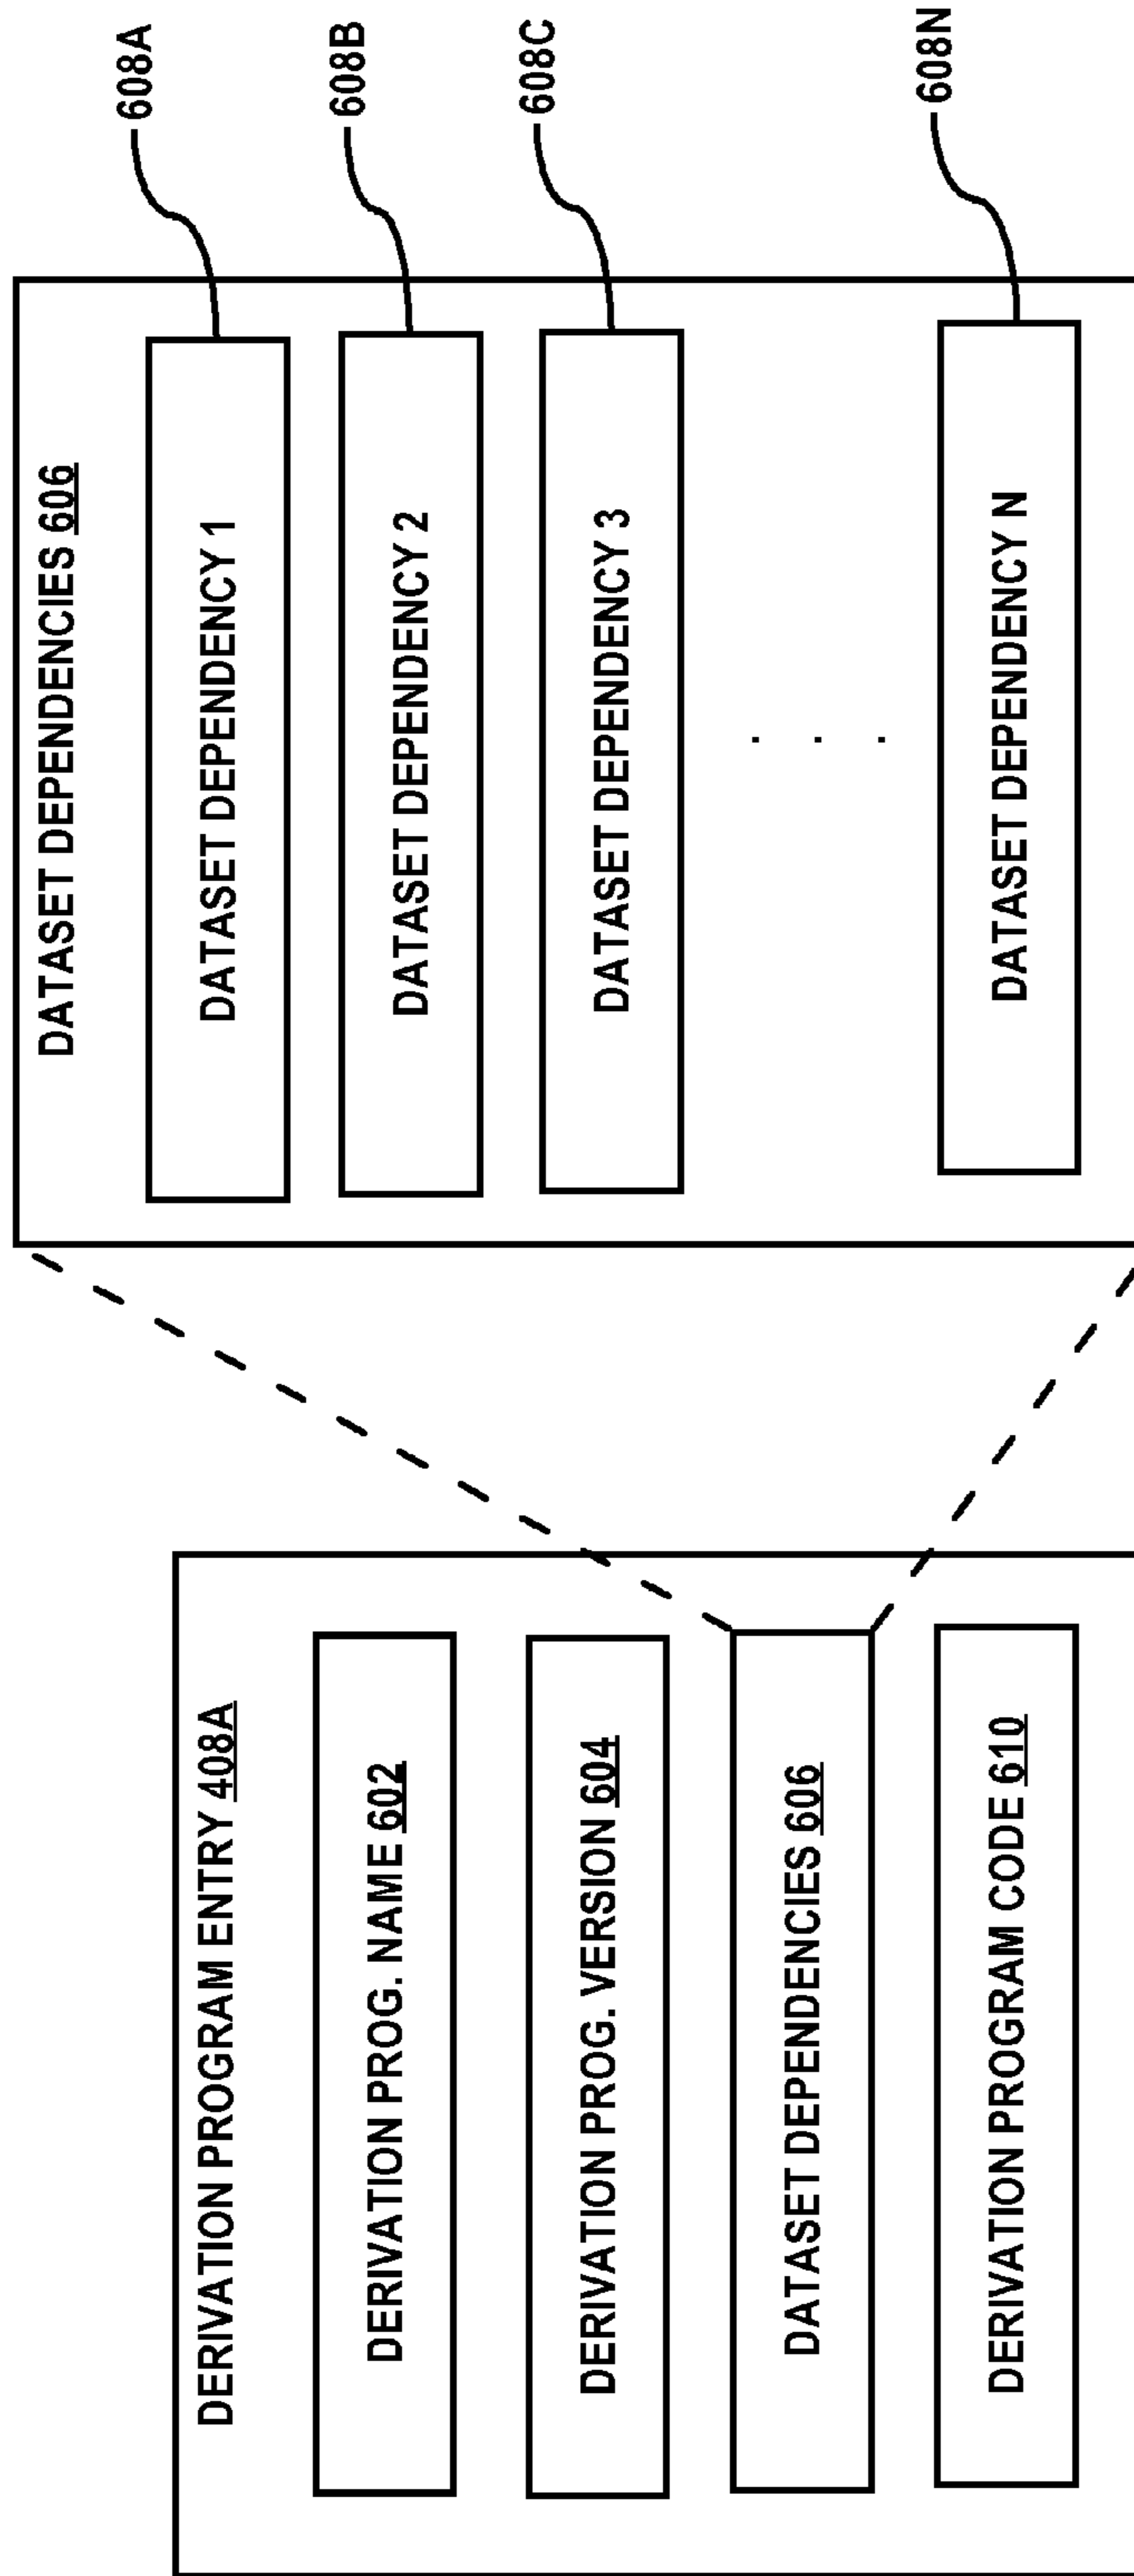 DERIVATION PROGRAM ENTRY 408A
DERIVATION PROG. NAME 602
DERIVATION PROG. VERSION 604
DATASET DEPENDENCIES 606
DERIVATION PROGRAM CODE 610
DATASET DEPENDENCIES 606
DATASET DEPENDENCY 1
608A
DATASET DEPENDENCY 2
608B
DATASET DEPENDENCY 3
608C
. . .
DATASET DEPENDENCY N
608N